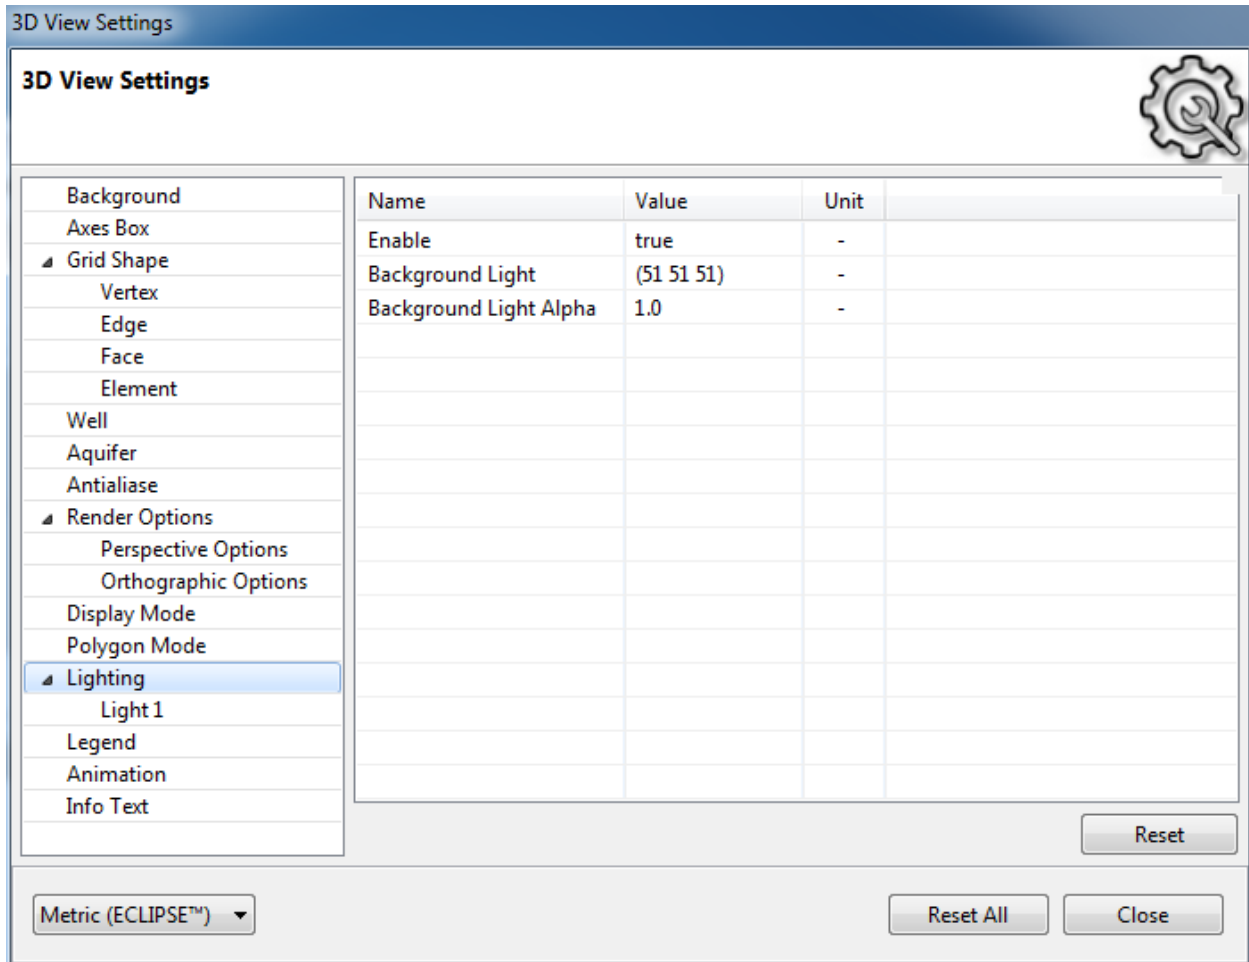 3D View Settings
3D View Settings
Background
Axes Box
Grid Shape
Vertex
Edge
Face
Element
Well
Aquifer
Antialiase
Render Options
Perspective Options
Orthographic Options
Display Mode
Polygon Mode
Lighting
Light 1
Legend
Animation
Info Text
Name Value Unit
Enable true -
Background Light (51 51 51) -
Background Light Alpha 1.0 -
Reset
Metric (ECLIPSE™) Reset All Close